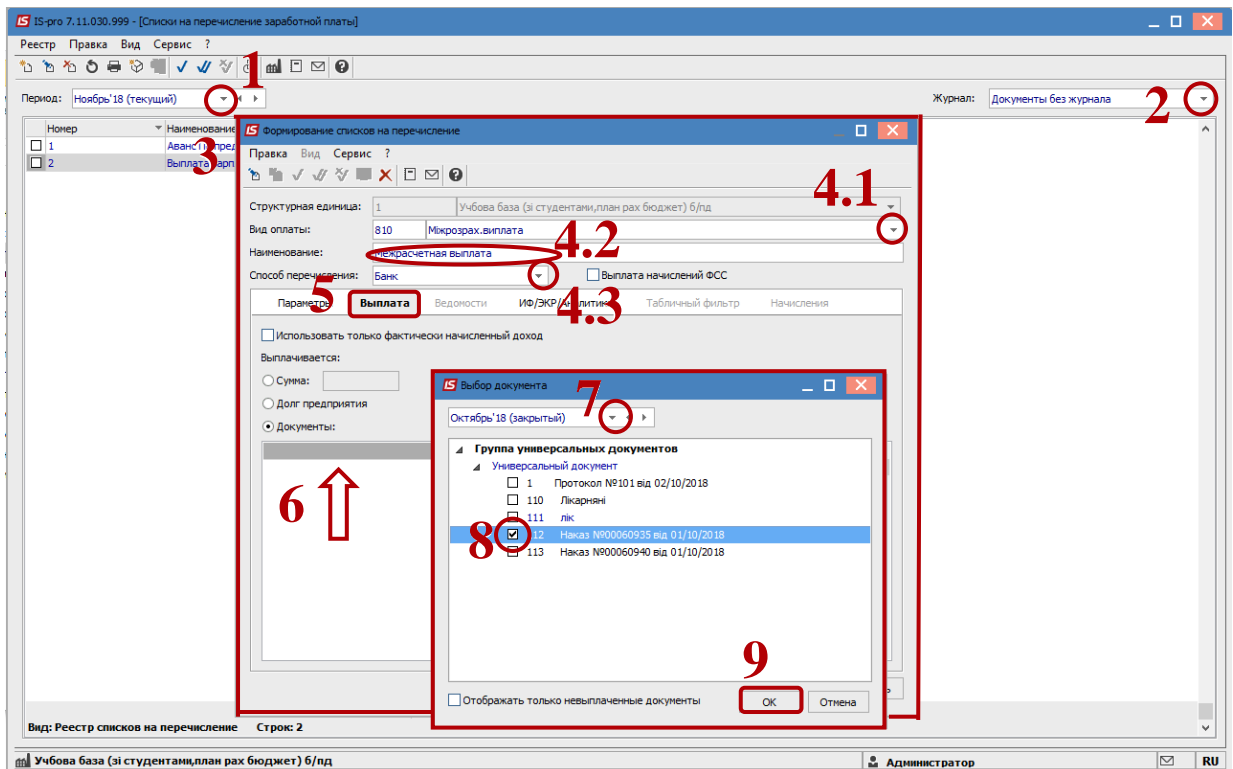 IS-pro 7.11.030.999 - [Списки на перечисление заработной платы]
Реестр Правка Вид Сервис ?
1
Период: Ноябрь'18 (текущий)
Журнал: Документы без журнала
2
Номер Наименование
1 Аванс
2 Выплата
3
Формирование списков на перечисление
Правка Вид Сервис ?
4.1
Структурная единица: 1 Учбова база (зі студентами,план рах бюджет) б/пд
Вид оплаты: 810 Міжрозрах.виплата
4.2
Наименование: Межрасчетная выплата
Способ перечисления: Банк Выплата начислений ФСС
4.3
5
Параметры Выплата Ведомости ИФ/ЭКР/Аналитика Табличный фильтр Начисления
Использовать только фактически начисленный доход
Выплачивается:
Сумма:
Долг предприятия
Документы:
6
Выбор документа
7
Октябрь'18 (закрытый)
Группа универсальных документов
Универсальный документ
1 Протокол №101 від 02/10/2018
110 Лікарняні
111 лік
8
112 Наказ №00060935 від 01/10/2018
113 Наказ №00060940 від 01/10/2018
9
Отображать только невыплаченные документы OK Отмена
Вид: Реестр списков на перечисление Строк: 2
Учбова база (зі студентами,план рах бюджет) б/пд Администратор RU